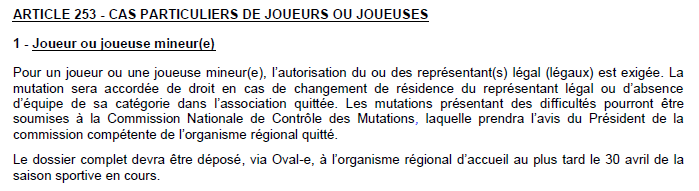 ARTICLE 253 - CAS PARTICULIERS DE JOUEURS OU JOUEUSES
1 - Joueur ou joueuse mineur(e)
Pour un joueur ou une joueuse mineur(e), l'autorisation du ou des représentant(s) légal (légaux) est exigée. La
mutation sera accordée de droit en cas de changement de résidence du représentant légal ou d'absence
d'équipe de sa catégorie dans l'association quittée. Les mutations présentant des difficultés pourront être
soumises à la Commission Nationale de Contrôle des Mutations, laquelle prendra l'avis du Président de la
commission compétente de l'organisme régional quitté.
Le dossier complet devra être déposé, via Oval-e, à l'organisme régional d'accueil au plus tard le 30 avril de la
saison sportive en cours.